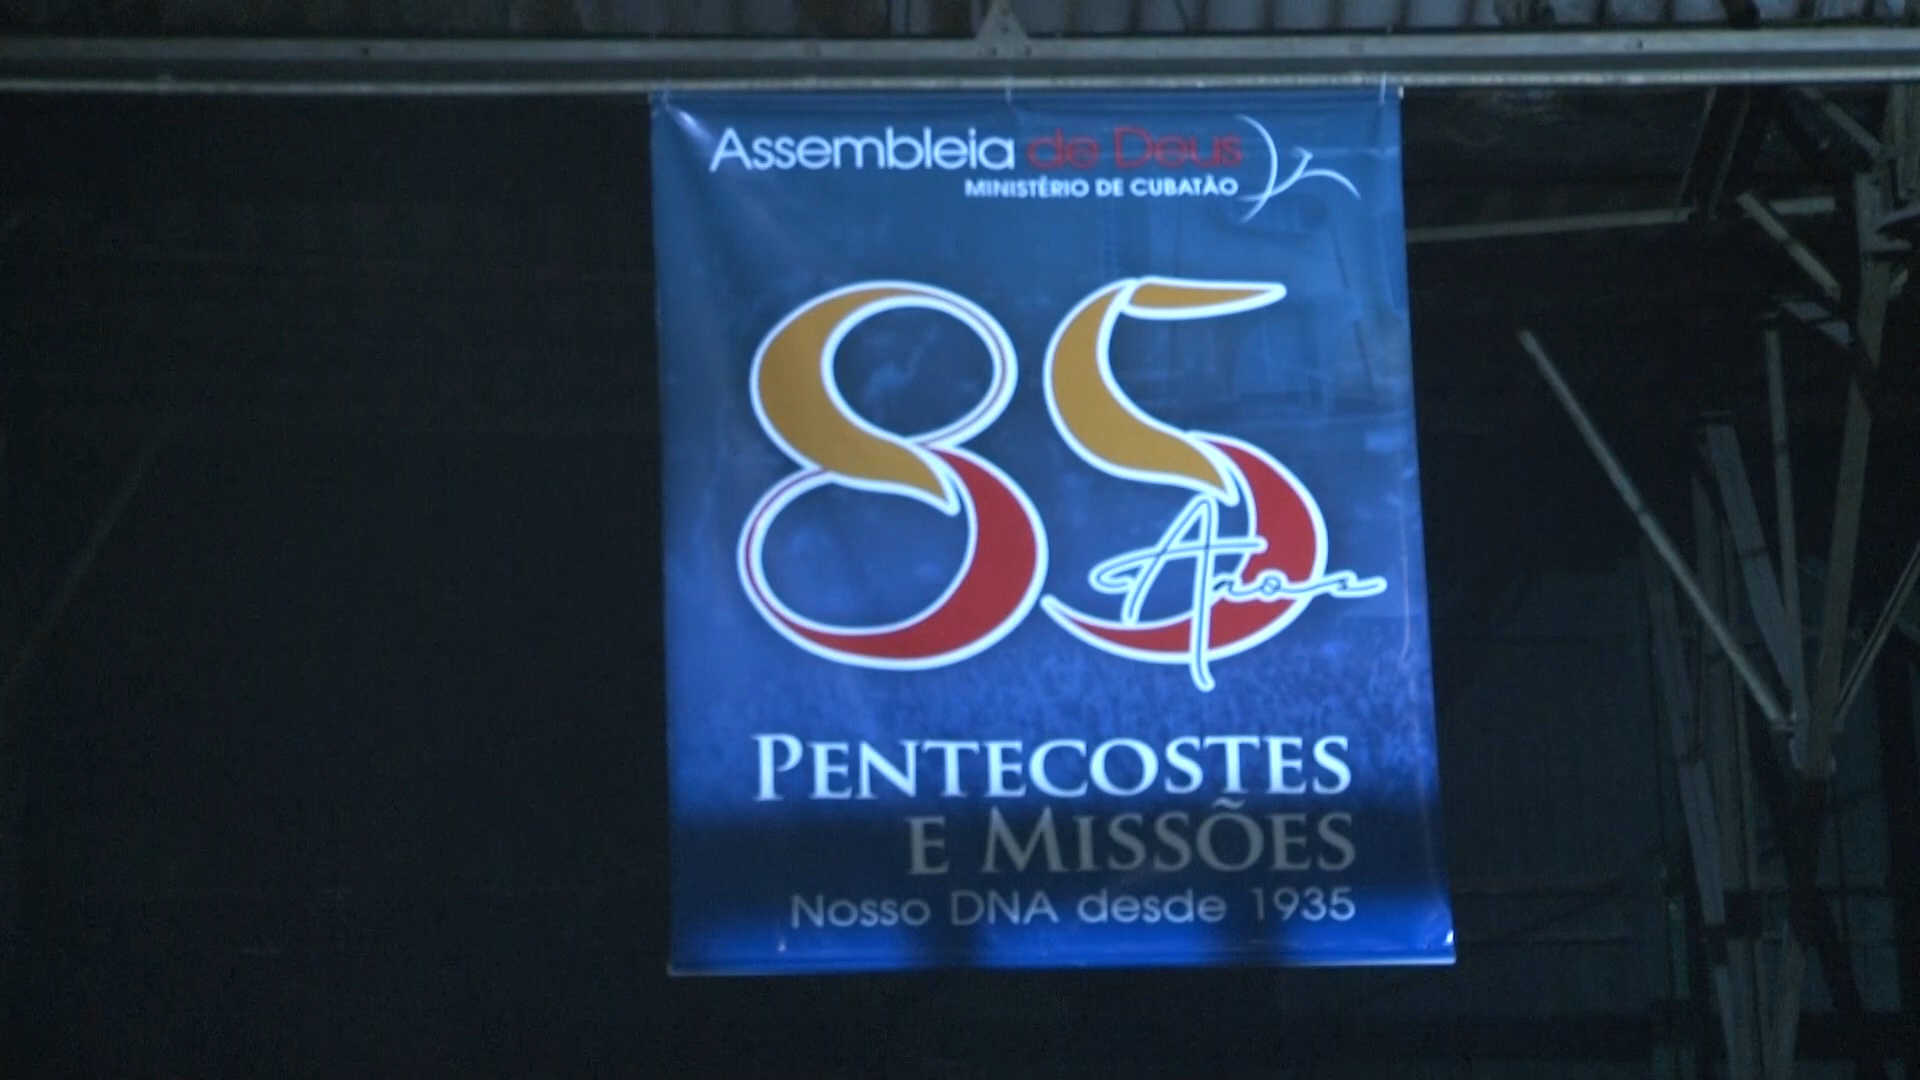 Assembleia de Deus
MINISTÉRIO DE CUBATÃO
85
Anos
PENTECOSTES
E MISSÕES
Nosso DNA desde 1935